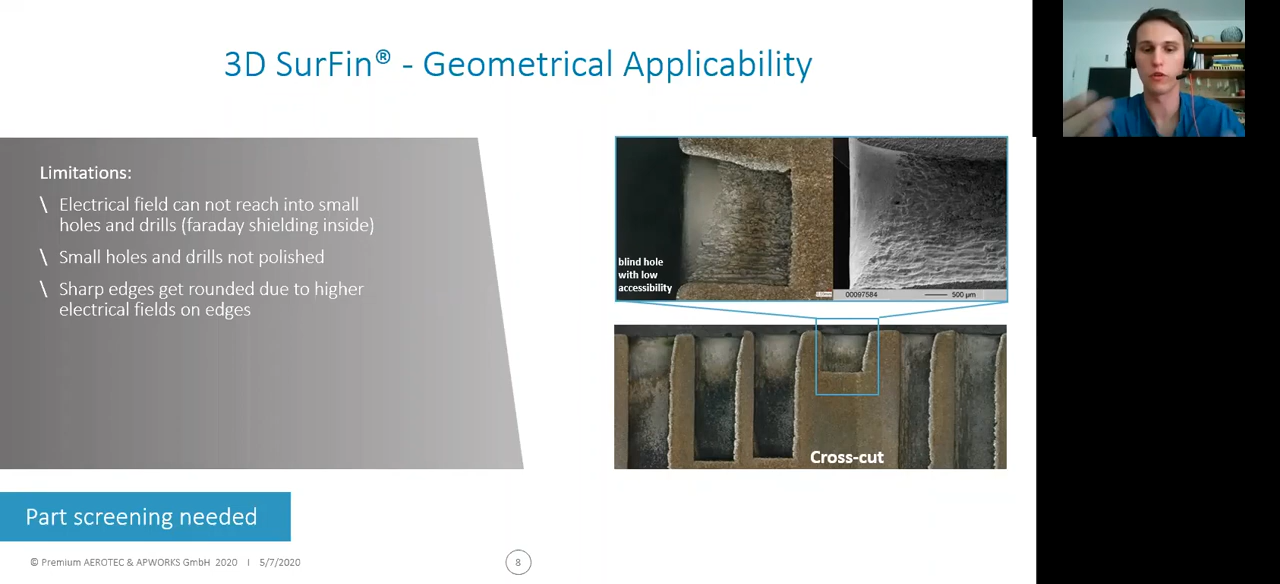 3D SurFin® - Geometrical Applicability
Limitations:
\ Electrical field can not reach into small
holes and drills (faraday shielding inside)
\ Small holes and drills not polished
\ Sharp edges get rounded due to higher
electrical fields on edges
blind hole
with low
accessibility
00097584
500 µm
Cross-cut
Part screening needed
© Premium AEROTEC & APWORKS GmbH 2020 I 5/7/2020
8